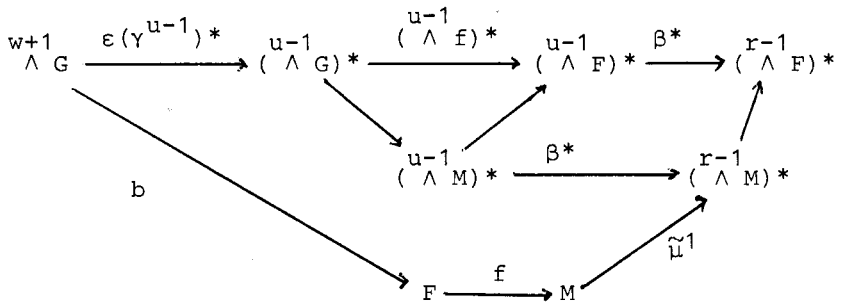 w+1 ∧ G ε(γ^{u-1})* (u-1 ∧ G)* (u-1 ∧ f)* (u-1 ∧ F)* β* (r-1 ∧ F)*
(u-1 ∧ M)* β* (r-1 ∧ M)*
b
μ̃¹
F f M